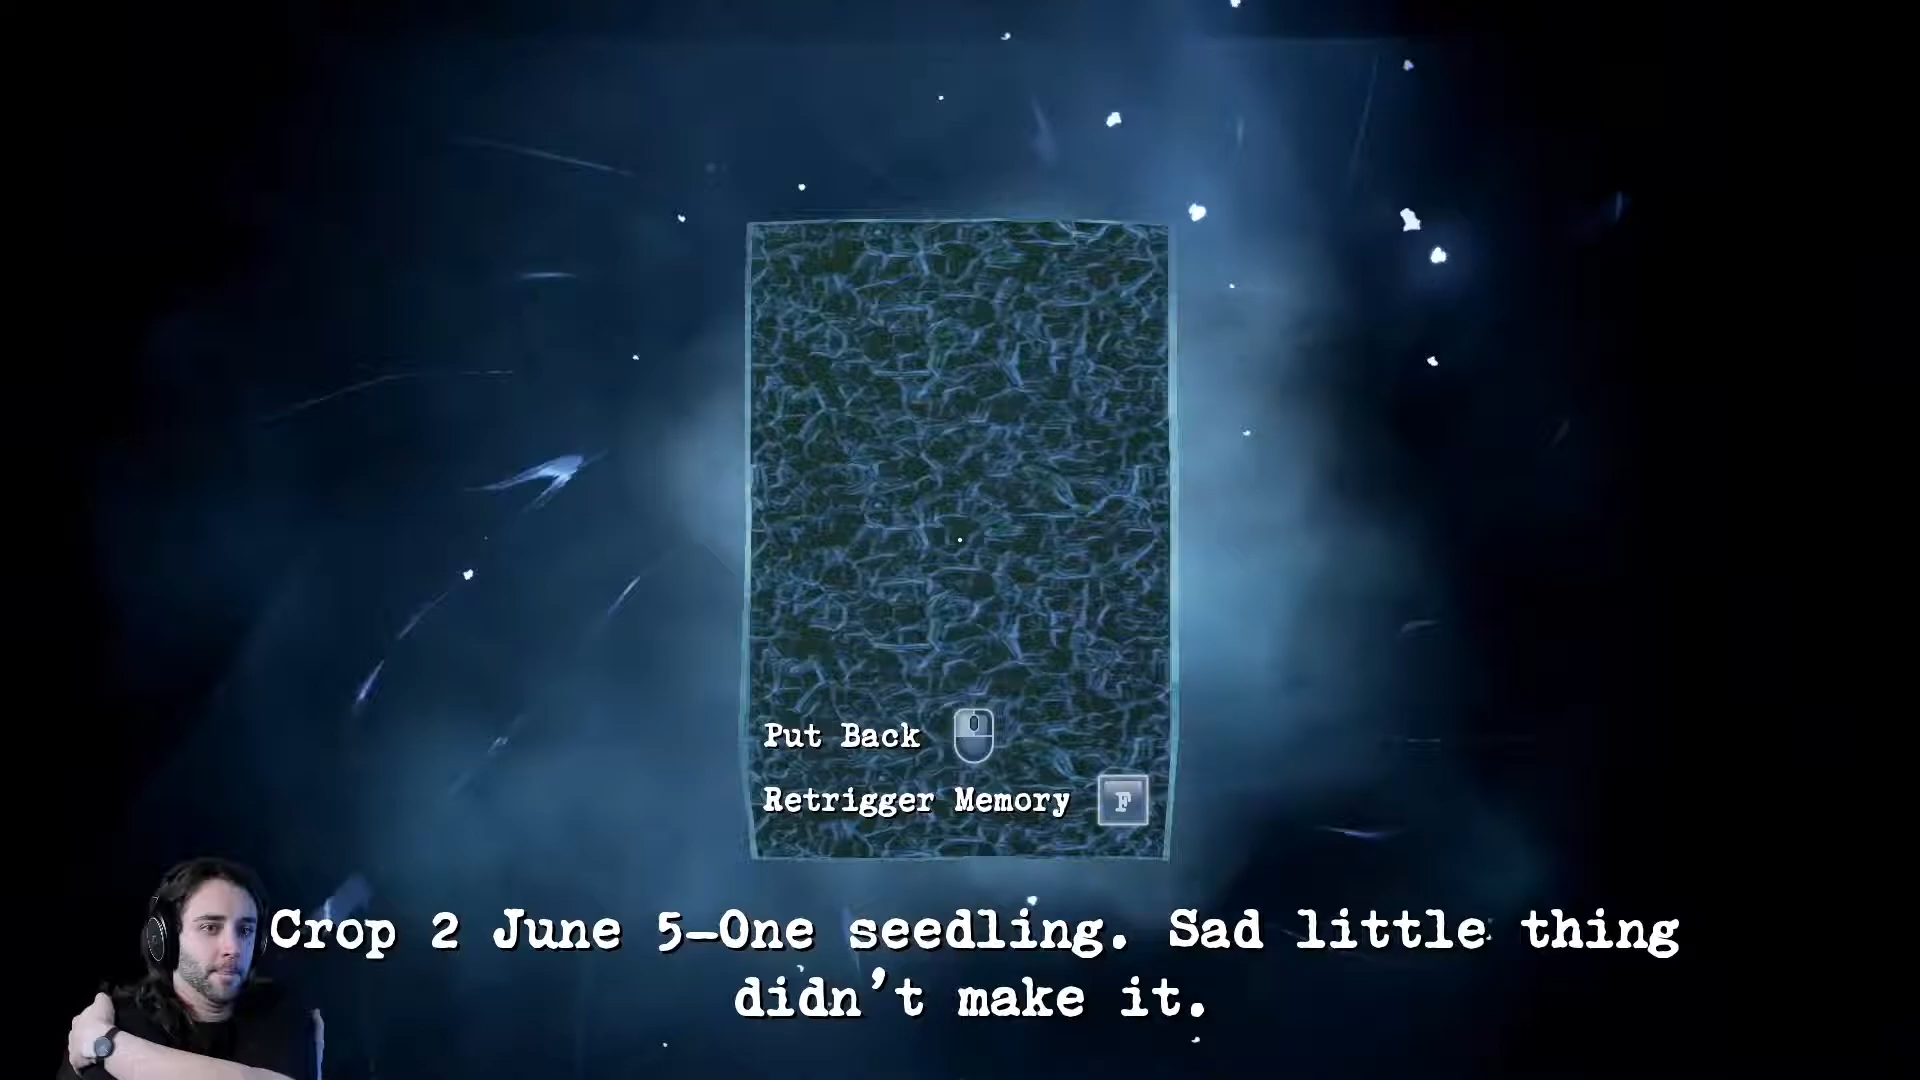 Put Back
Retrigger Memory F
Crop 2 June 5—One seedling. Sad little thing
didn't make it.